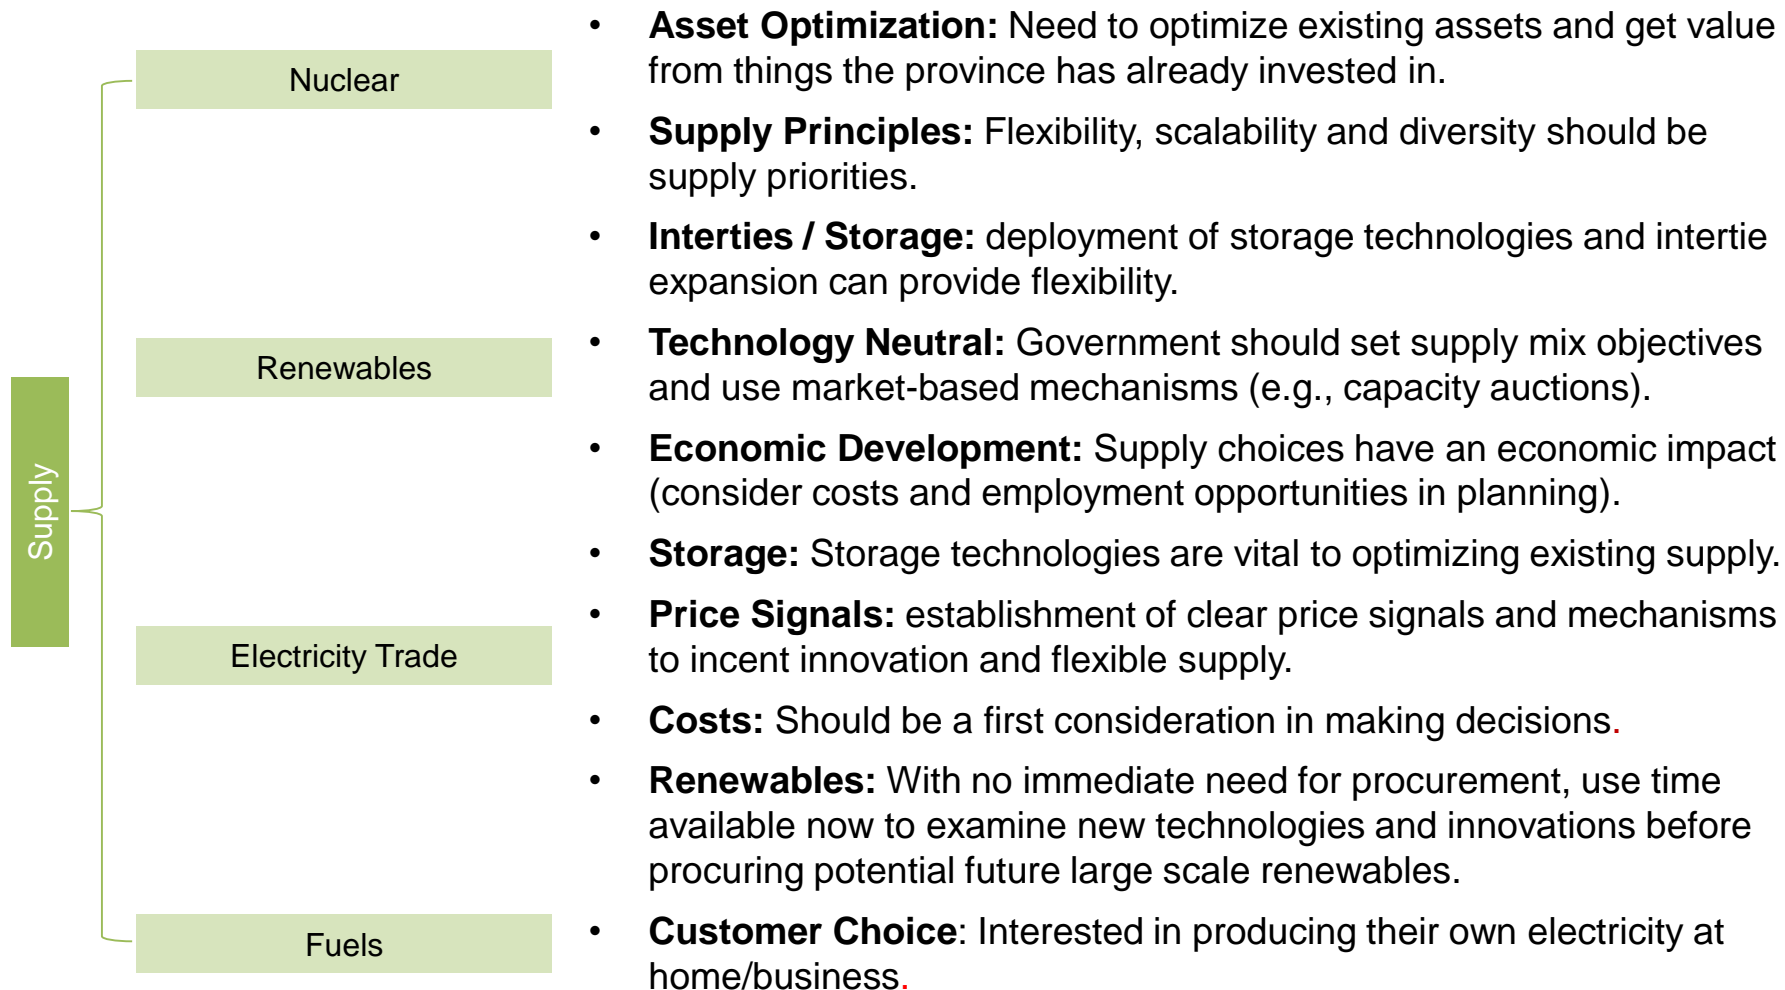 Supply
Nuclear
Renewables
Electricity Trade
Fuels
• Asset Optimization: Need to optimize existing assets and get value
from things the province has already invested in.
• Supply Principles: Flexibility, scalability and diversity should be
supply priorities.
• Interties / Storage: deployment of storage technologies and intertie
expansion can provide flexibility.
• Technology Neutral: Government should set supply mix objectives
and use market-based mechanisms (e.g., capacity auctions).
• Economic Development: Supply choices have an economic impact
(consider costs and employment opportunities in planning).
• Storage: Storage technologies are vital to optimizing existing supply.
• Price Signals: establishment of clear price signals and mechanisms
to incent innovation and flexible supply.
• Costs: Should be a first consideration in making decisions.
• Renewables: With no immediate need for procurement, use time
available now to examine new technologies and innovations before
procuring potential future large scale renewables.
• Customer Choice: Interested in producing their own electricity at
home/business.